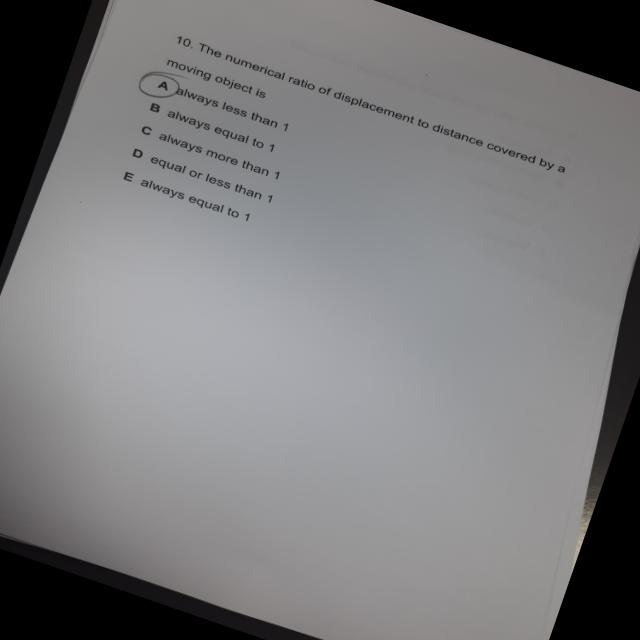 10. The numerical ratio of displacement to distance covered by a
moving object is
A always less than 1
B always equal to 1
C always more than 1
D equal or less than 1
E always equal to 1